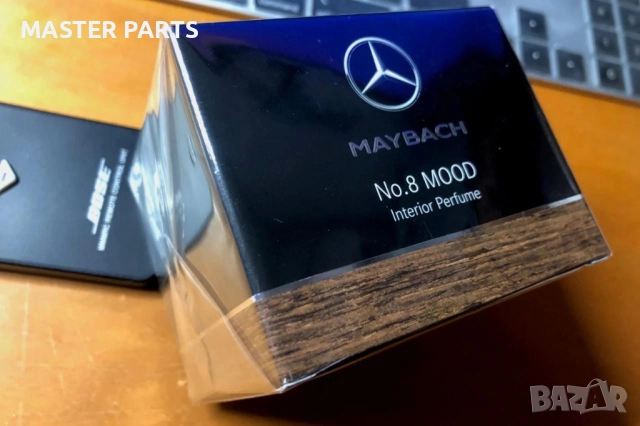 MASTER PARTS
MAYBACH
No.8 MOOD
Interior Perfume
BOSE
BAZAR